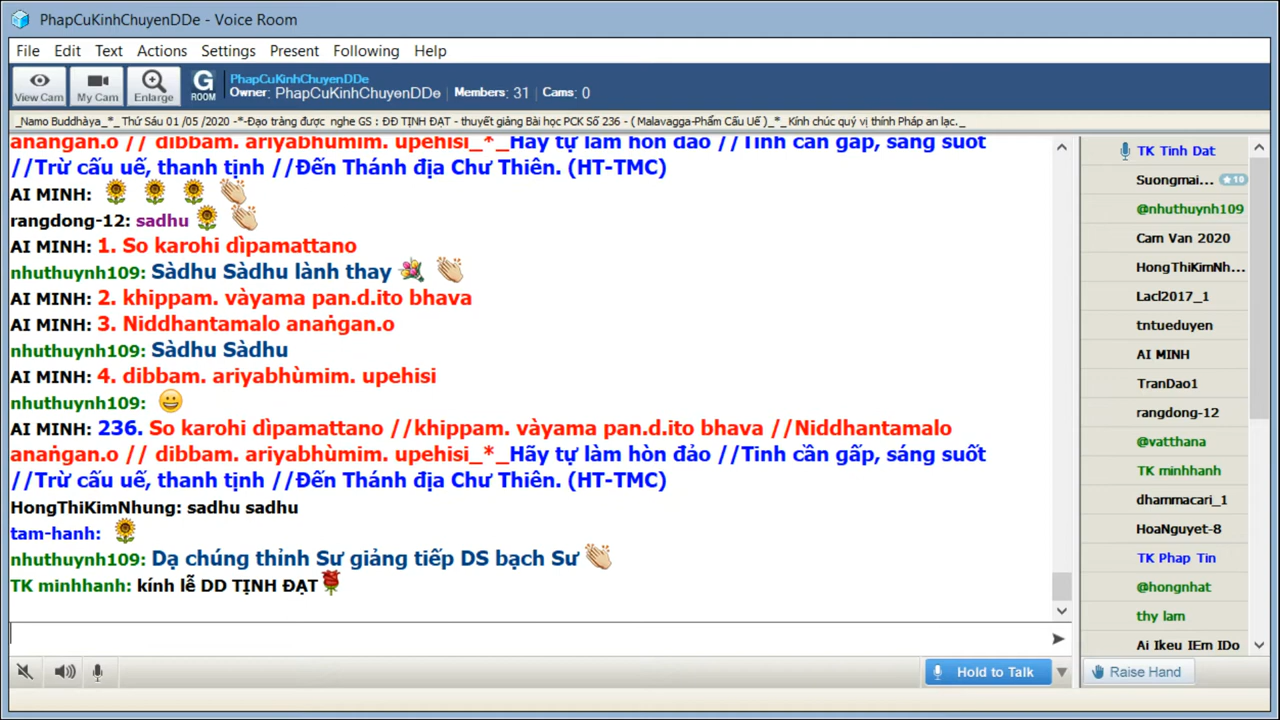 PhapCuKinhChuyenDDe - Voice Room
File Edit Text Actions Settings Present Following Help
View Cam
My Cam
Enlarge
G
ROOM
PhapCuKinhChuyenDDe
Owner: PhapCuKinhChuyenDDe Members: 31 Cams: 0
_Namo Buddhàya_*_ Thứ Sáu 01 /05 /2020 -*-Đạo tràng được nghe GS : ĐĐ TỊNH ĐẠT - thuyết giảng Bài học PCK Số 236 - ( Malavagga-Phẩm Cấu Uế )_*_ Kính chúc quý vị thính Pháp an lạc._
anaṅgan.o // dibbam. ariyabhùmim. upehisi_*_Hãy tự làm hòn đảo //Tinh cần gấp, sáng suốt
//Trừ cấu uế, thanh tịnh //Đến Thánh địa Chư Thiên. (HT-TMC)
AI MINH:
rangdong-12: sadhu
AI MINH: 1. So karohi dìpamattano
nhuthuynh109: Sàdhu Sàdhu lành thay
AI MINH: 2. khippam. vàyama pan.d.ito bhava
AI MINH: 3. Niddhantamalo anaṅgan.o
nhuthuynh109: Sàdhu Sàdhu
AI MINH: 4. dibbam. ariyabhùmim. upehisi
nhuthuynh109:
AI MINH: 236. So karohi dìpamattano //khippam. vàyama pan.d.ito bhava //Niddhantamalo
anaṅgan.o // dibbam. ariyabhùmim. upehisi_*_Hãy tự làm hòn đảo //Tinh cần gấp, sáng suốt
//Trừ cấu uế, thanh tịnh //Đến Thánh địa Chư Thiên. (HT-TMC)
HongThiKimNhung: sadhu sadhu
tam-hanh:
nhuthuynh109: Dạ chúng thỉnh Sư giảng tiếp DS bạch Sư
TK minhhanh: kính lễ DD TỊNH ĐẠT
TK Tinh Dat
Suongmai... 10
@nhuthuynh109
Cam Van 2020
HongThiKimNh...
Lacl2017_1
tntueduyen
AI MINH
TranDao1
rangdong-12
@vatthana
TK minhhanh
dhammacari_1
HoaNguyet-8
TK Phap Tin
@hongnhat
thy lam
Ai Ikeu IEm IDo
Hold to Talk
Raise Hand